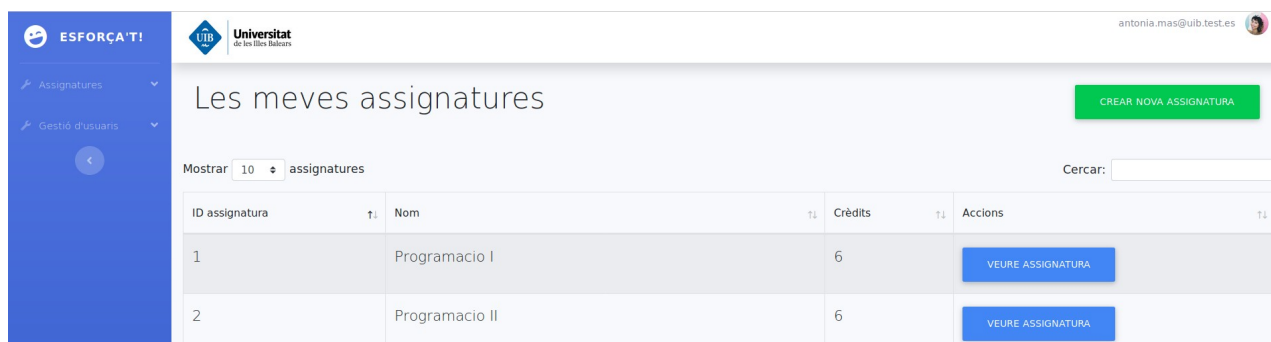 ESFORÇA'T!
UIB Universitat
de les Illes Balears
antonia.mas@uib.test.es
Assignatures
Gestió d'usuaris
Les meves assignatures
CREAR NOVA ASSIGNATURA
Mostrar 10 assignatures
Cercar:
ID assignatura Nom Crèdits Accions
1 Programacio I 6 VEURE ASSIGNATURA
2 Programacio II 6 VEURE ASSIGNATURA